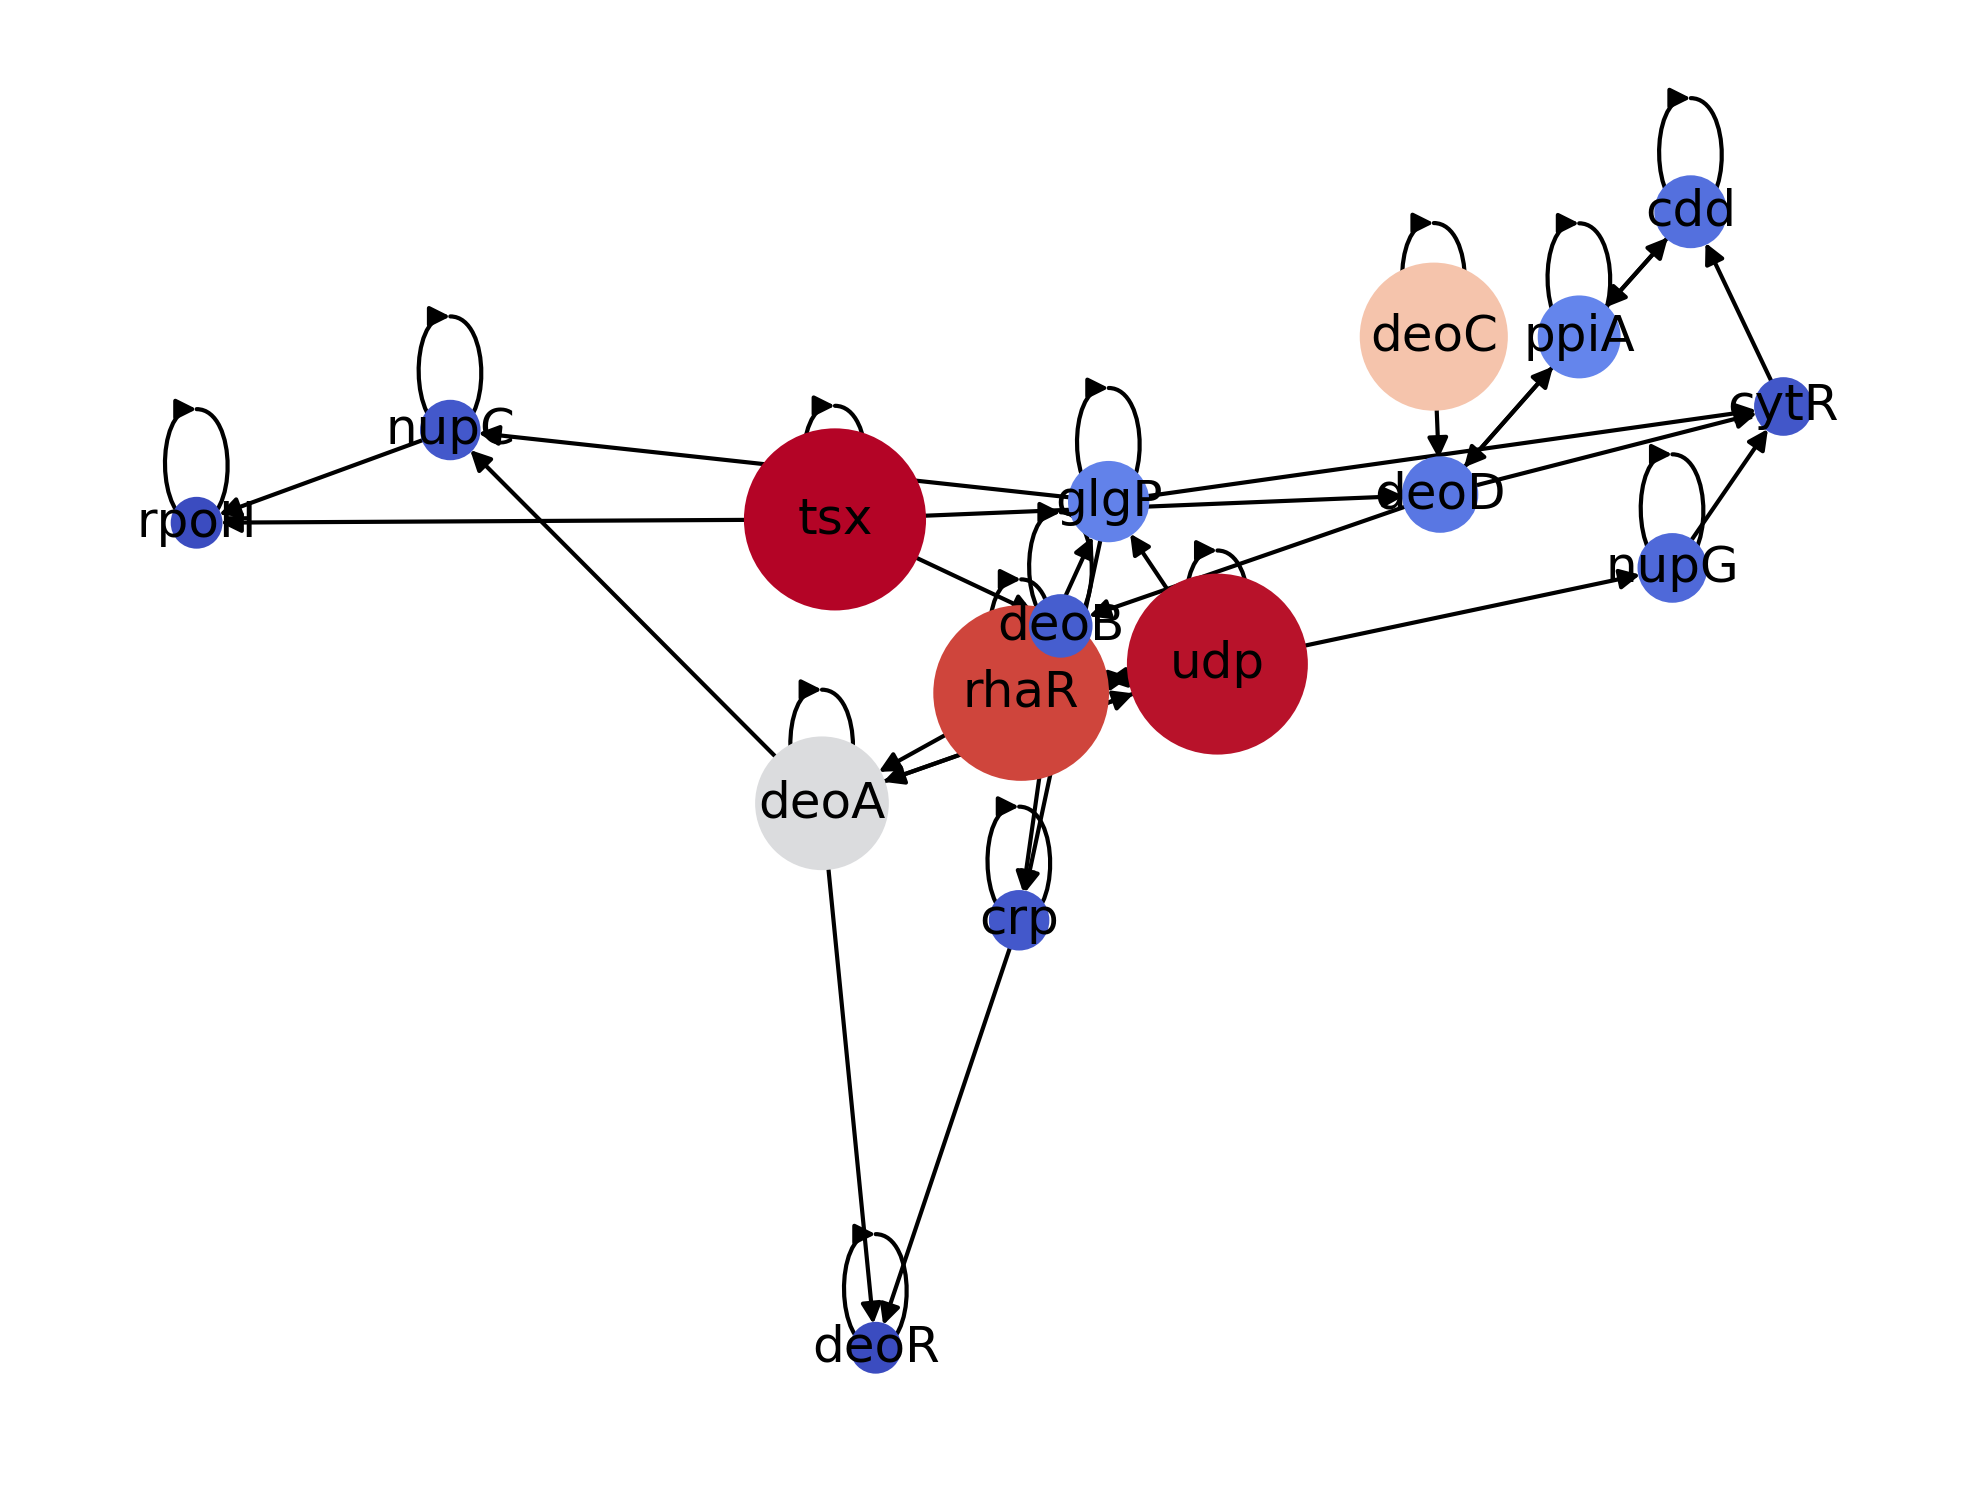 cdd
deoC
ppiA
cytR
nupC
glgP
deoD
rpoH
tsx
nupG
deoB
udp
rhaR
deoA
crp
deoR